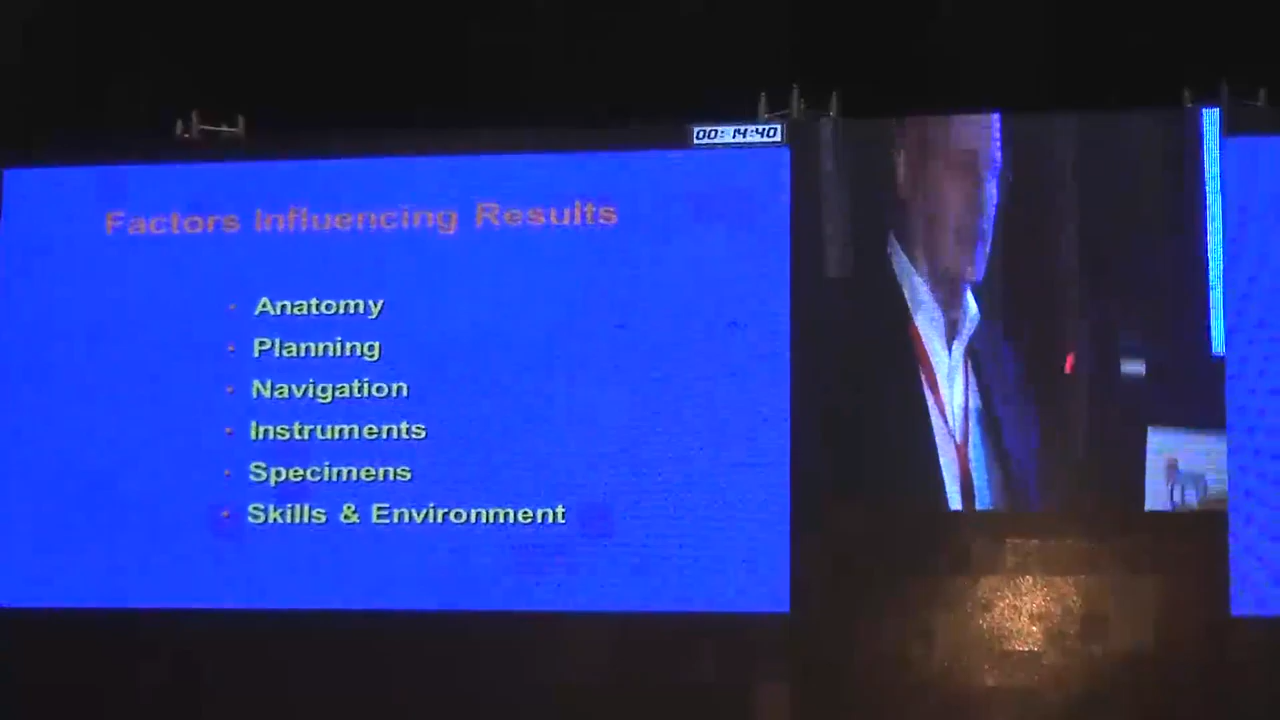 00:14:40
Factors Influencing Results
• Anatomy
• Planning
• Navigation
• Instruments
• Specimens
• Skills & Environment